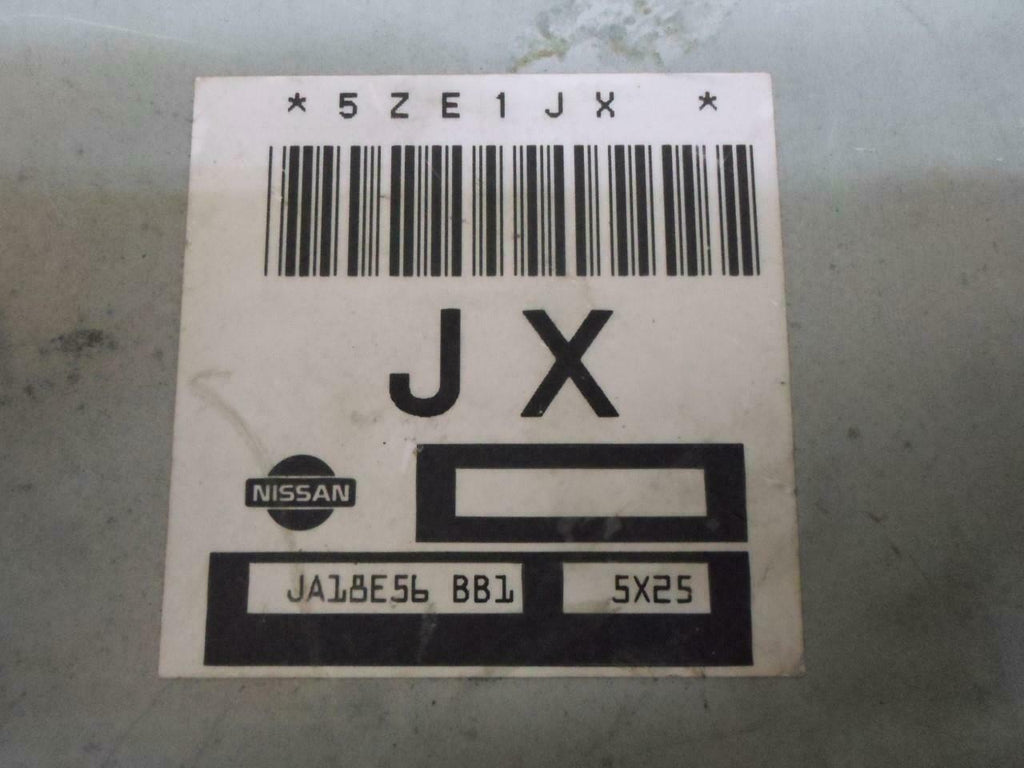 *5ZE1JX *
JX
NISSAN
JA18E56 BB1 5X25